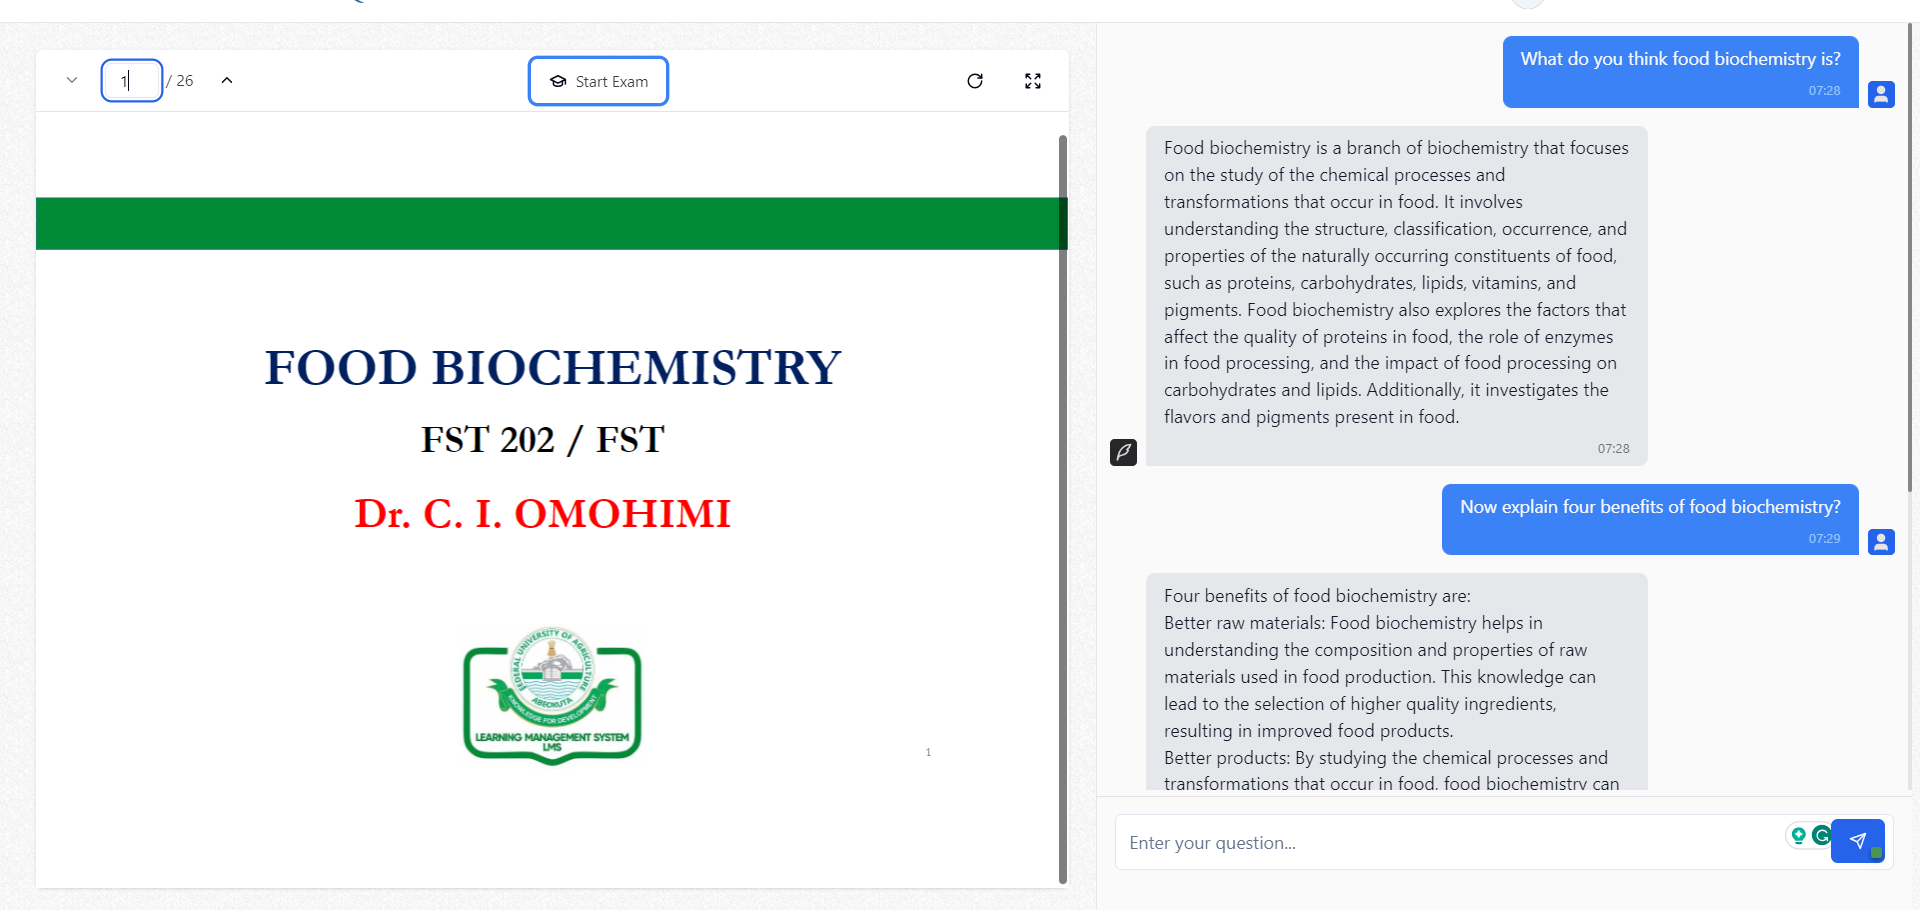 1 / 26
Start Exam
FOOD BIOCHEMISTRY
FST 202 / FST
Dr. C. I. OMOHIMI
FEDERAL UNIVERSITY OF AGRICULTURE
ABEOKUTA
KNOWLEDGE FOR DEVELOPMENT
LEARNING MANAGEMENT SYSTEM
LMS
1
What do you think food biochemistry is?
07:28
Food biochemistry is a branch of biochemistry that focuses
on the study of the chemical processes and
transformations that occur in food. It involves
understanding the structure, classification, occurrence, and
properties of the naturally occurring constituents of food,
such as proteins, carbohydrates, lipids, vitamins, and
pigments. Food biochemistry also explores the factors that
affect the quality of proteins in food, the role of enzymes
in food processing, and the impact of food processing on
carbohydrates and lipids. Additionally, it investigates the
flavors and pigments present in food.
07:28
Now explain four benefits of food biochemistry?
07:29
Four benefits of food biochemistry are:
Better raw materials: Food biochemistry helps in
understanding the composition and properties of raw
materials used in food production. This knowledge can
lead to the selection of higher quality ingredients,
resulting in improved food products.
Better products: By studying the chemical processes and
transformations that occur in food, food biochemistry can
Enter your question...